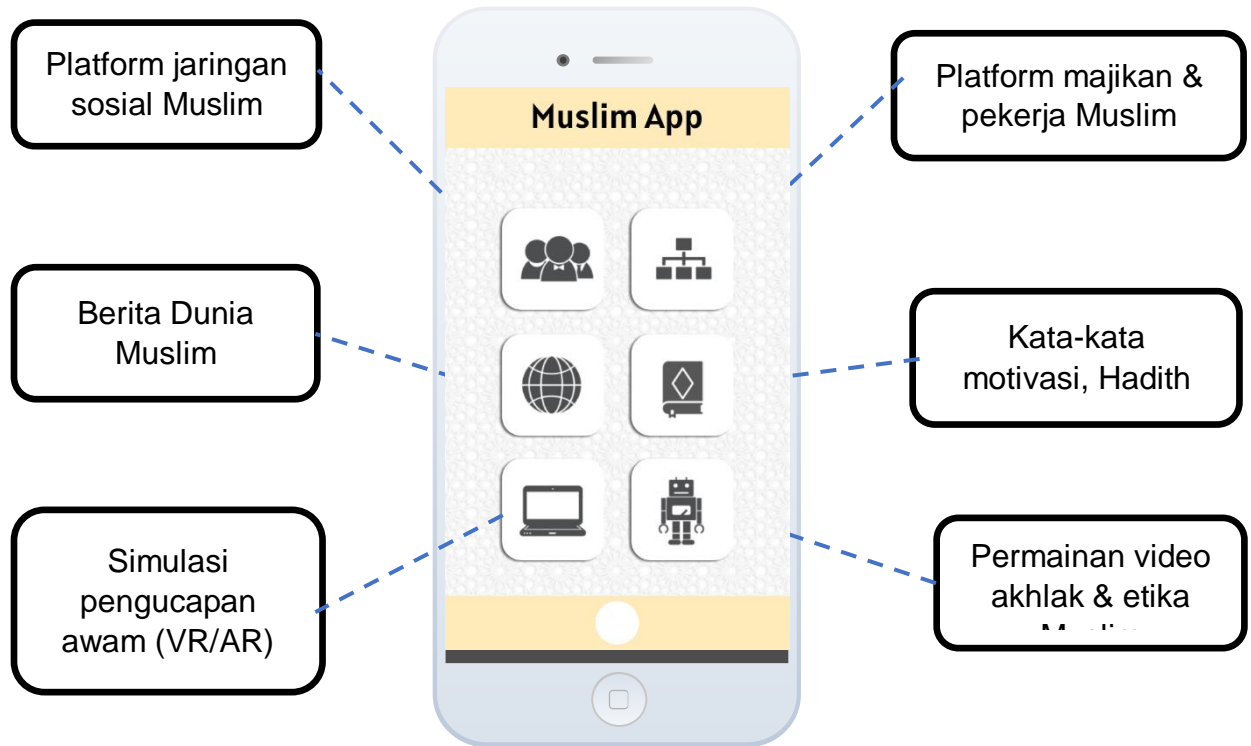 Platform jaringan
sosial Muslim
Platform majikan &
pekerja Muslim
Muslim App
Berita Dunia
Muslim
Kata-kata
motivasi, Hadith
Simulasi
pengucapan
awam (VR/AR)
Permainan video
akhlak & etika